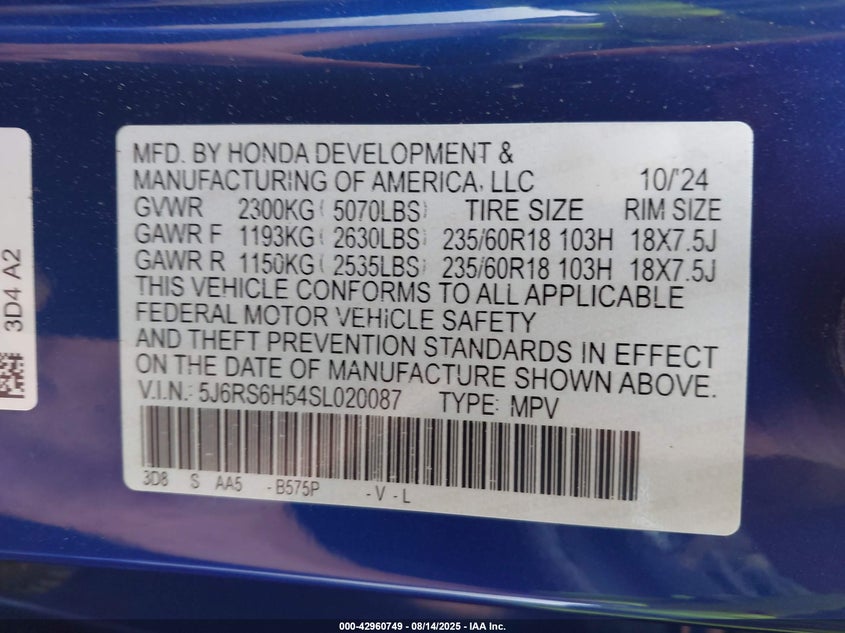 MFD. BY HONDA DEVELOPMENT &
MANUFACTURING OF AMERICA, LLC 10/'24
GVWR 2300KG ( 5070LBS) TIRE SIZE RIM SIZE
GAWR F 1193KG ( 2630LBS) 235/60R18 103H 18X7.5J
GAWR R 1150KG ( 2535LBS) 235/60R18 103H 18X7.5J
THIS VEHICLE CONFORMS TO ALL APPLICABLE
FEDERAL MOTOR VEHICLE SAFETY
AND THEFT PREVENTION STANDARDS IN EFFECT
ON THE DATE OF MANUFACTURE SHOWN ABOVE.
V.I.N.: 5J6RS6H54SL020087 TYPE: MPV
3D8 S AA5 - B575P - V - L
3D4 A2
000-42960749 - 08/14/2025 - IAA Inc.